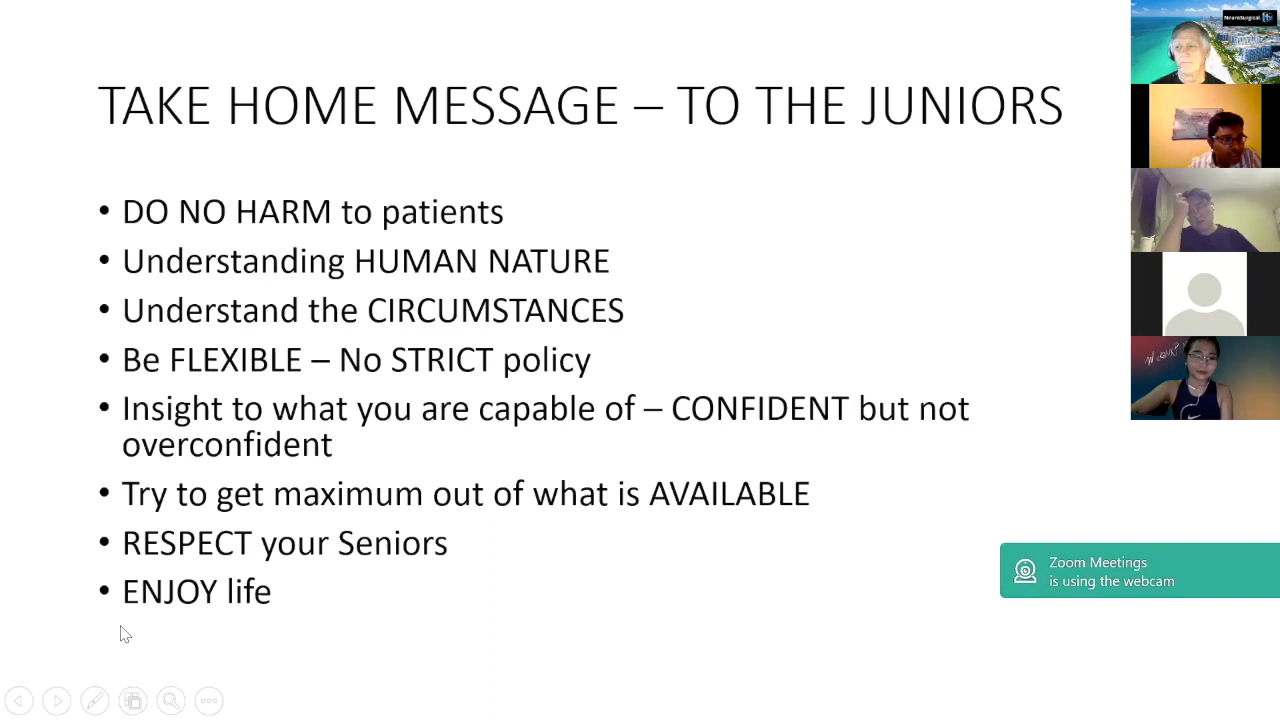 TAKE HOME MESSAGE – TO THE JUNIORS
• DO NO HARM to patients
• Understanding HUMAN NATURE
• Understand the CIRCUMSTANCES
• Be FLEXIBLE – No STRICT policy
• Insight to what you are capable of – CONFIDENT but not
overconfident
• Try to get maximum out of what is AVAILABLE
• RESPECT your Seniors
• ENJOY life
NeuroSurgical
Zoom Meetings
is using the webcam